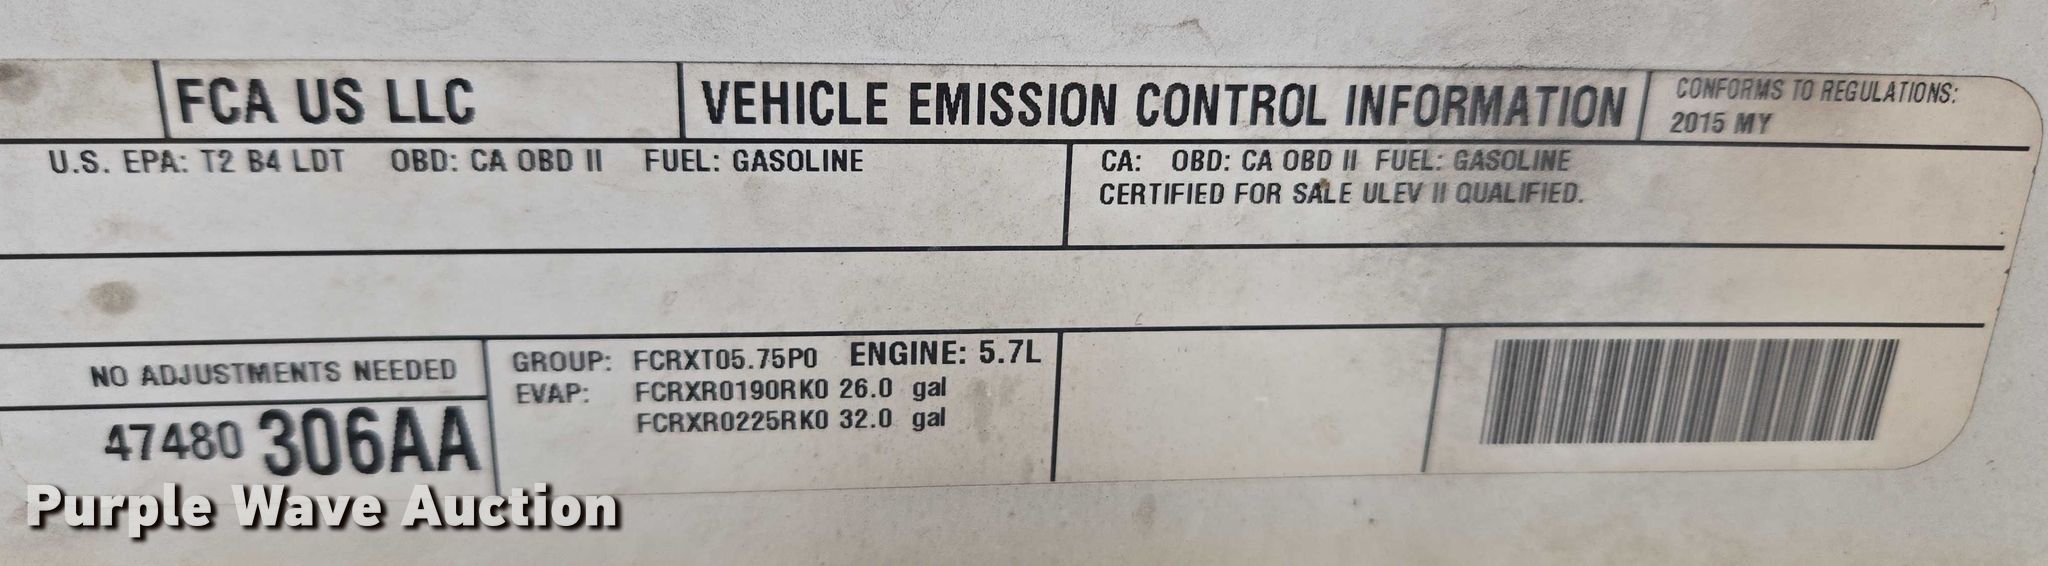 FCA US LLC
VEHICLE EMISSION CONTROL INFORMATION
CONFORMS TO REGULATIONS:
2015 MY
U.S. EPA: T2 B4 LDT OBD: CA OBD II FUEL: GASOLINE
CA: OBD: CA OBD II FUEL: GASOLINE
CERTIFIED FOR SALE ULEV II QUALIFIED.
NO ADJUSTMENTS NEEDED
47480 306AA
GROUP: FCRXT05.75P0 ENGINE: 5.7L
EVAP: FCRXR0190RK0 26.0 gal
FCRXR0225RK0 32.0 gal
Purple Wave Auction